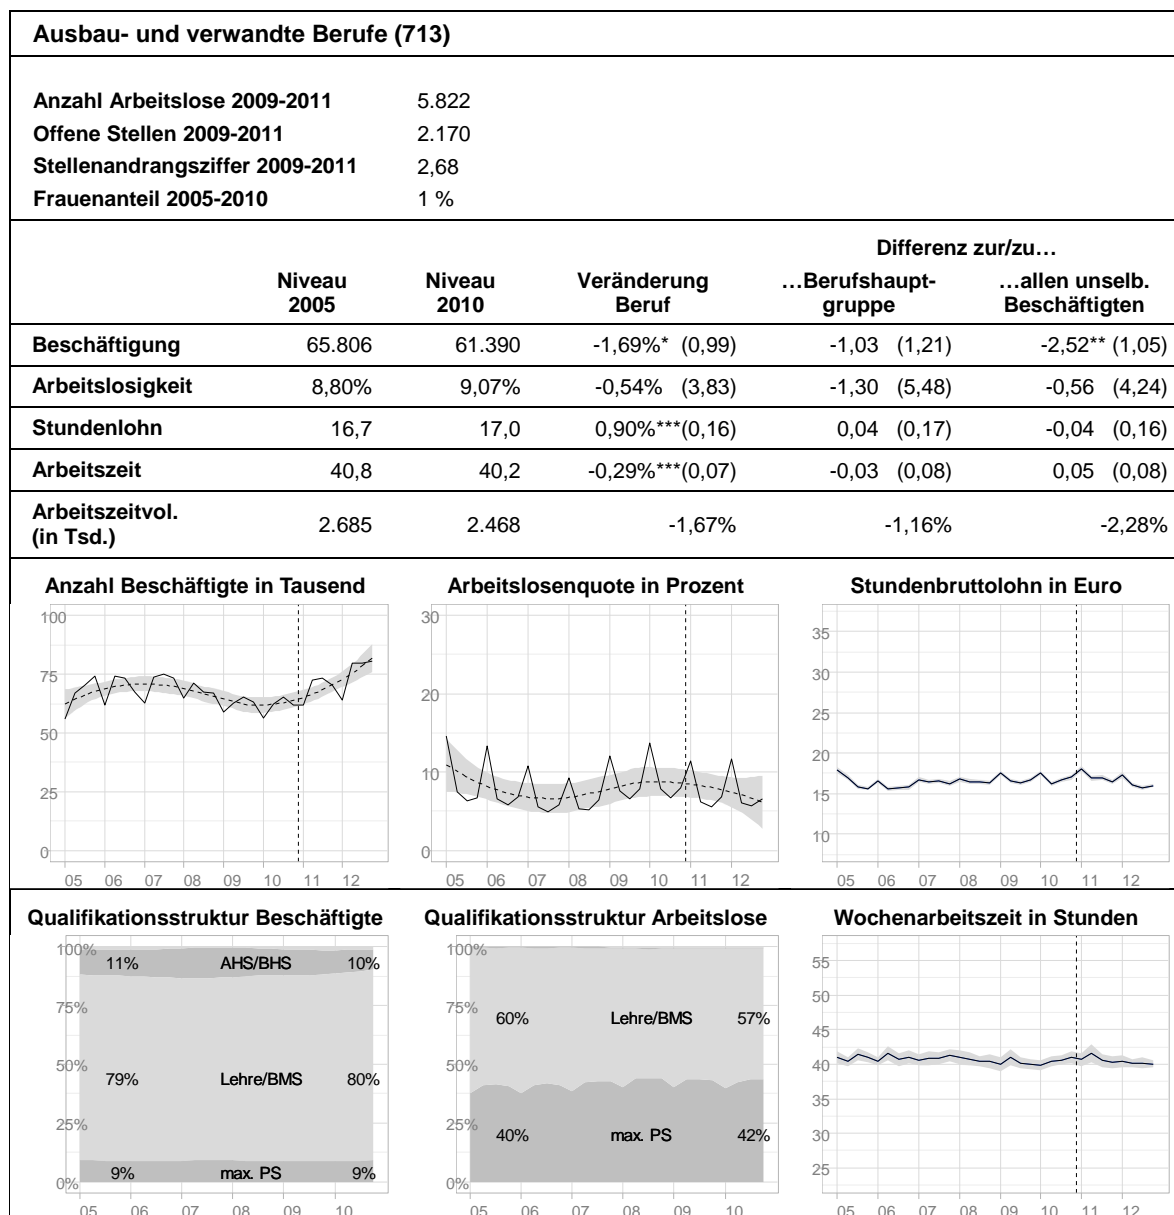 Ausbau- und verwandte Berufe (713)
Anzahl Arbeitslose 2009-2011 5.822
Offene Stellen 2009-2011 2.170
Stellenandrangsziffer 2009-2011 2,68
Frauenanteil 2005-2010 1 %
Differenz zur/zu…
Niveau 2005 Niveau 2010 Veränderung Beruf …Berufshaupt-gruppe …allen unselb. Beschäftigten
Beschäftigung 65.806 61.390 -1,69%* (0,99) -1,03 (1,21) -2,52** (1,05)
Arbeitslosigkeit 8,80% 9,07% -0,54% (3,83) -1,30 (5,48) -0,56 (4,24)
Stundenlohn 16,7 17,0 0,90%***(0,16) 0,04 (0,17) -0,04 (0,16)
Arbeitszeit 40,8 40,2 -0,29%***(0,07) -0,03 (0,08) 0,05 (0,08)
Arbeitszeitvol. (in Tsd.) 2.685 2.468 -1,67% -1,16% -2,28%
Anzahl Beschäftigte in Tausend
100
75
50
25
0
05 06 07 08 09 10 11 12
Arbeitslosenquote in Prozent
30
20
10
0
05 06 07 08 09 10 11 12
Stundenbruttolohn in Euro
35
30
25
20
15
10
05 06 07 08 09 10 11 12
Qualifikationsstruktur Beschäftigte
100%
11% AHS/BHS 10%
75%
50%
79% Lehre/BMS 80%
25%
9% max. PS 9%
0%
05 06 07 08 09 10
Qualifikationsstruktur Arbeitslose
100%
75%
60% Lehre/BMS 57%
50%
25%
40% max. PS 42%
0%
05 06 07 08 09 10
Wochenarbeitszeit in Stunden
55
50
45
40
35
30
25
05 06 07 08 09 10 11 12